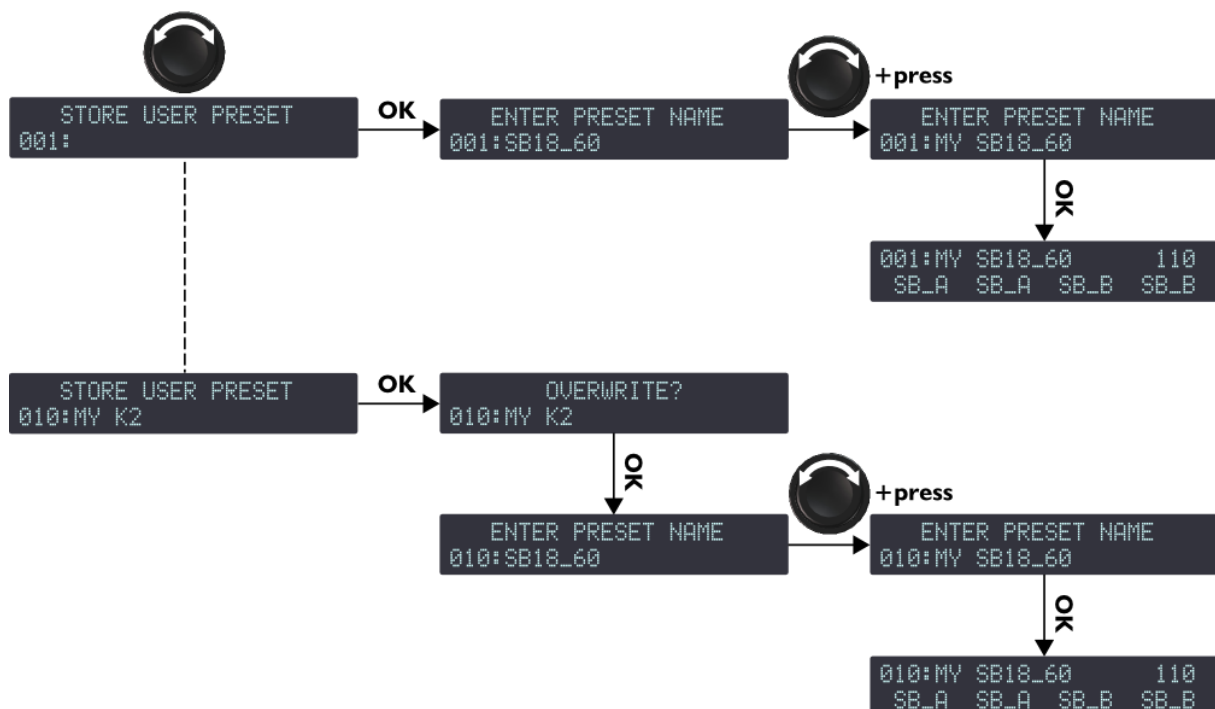 +press
STORE USER PRESET
001:
OK
ENTER PRESET NAME
001:SB18_60
ENTER PRESET NAME
001:MY SB18_60
OK
001:MY SB18_60 110
SB_A SB_A SB_B SB_B
STORE USER PRESET
010:MY K2
OK
OVERWRITE?
010:MY K2
OK
+press
ENTER PRESET NAME
010:SB18_60
ENTER PRESET NAME
010:MY SB18_60
OK
010:MY SB18_60 110
SB_A SB_A SB_B SB_B